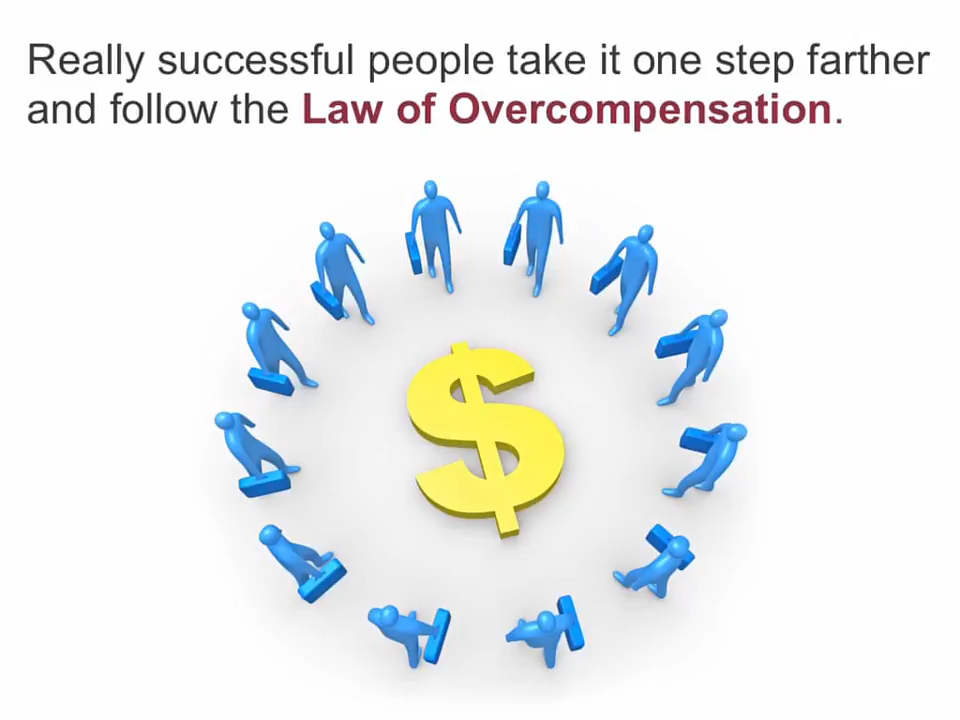 Really successful people take it one step farther
and follow the Law of Overcompensation.